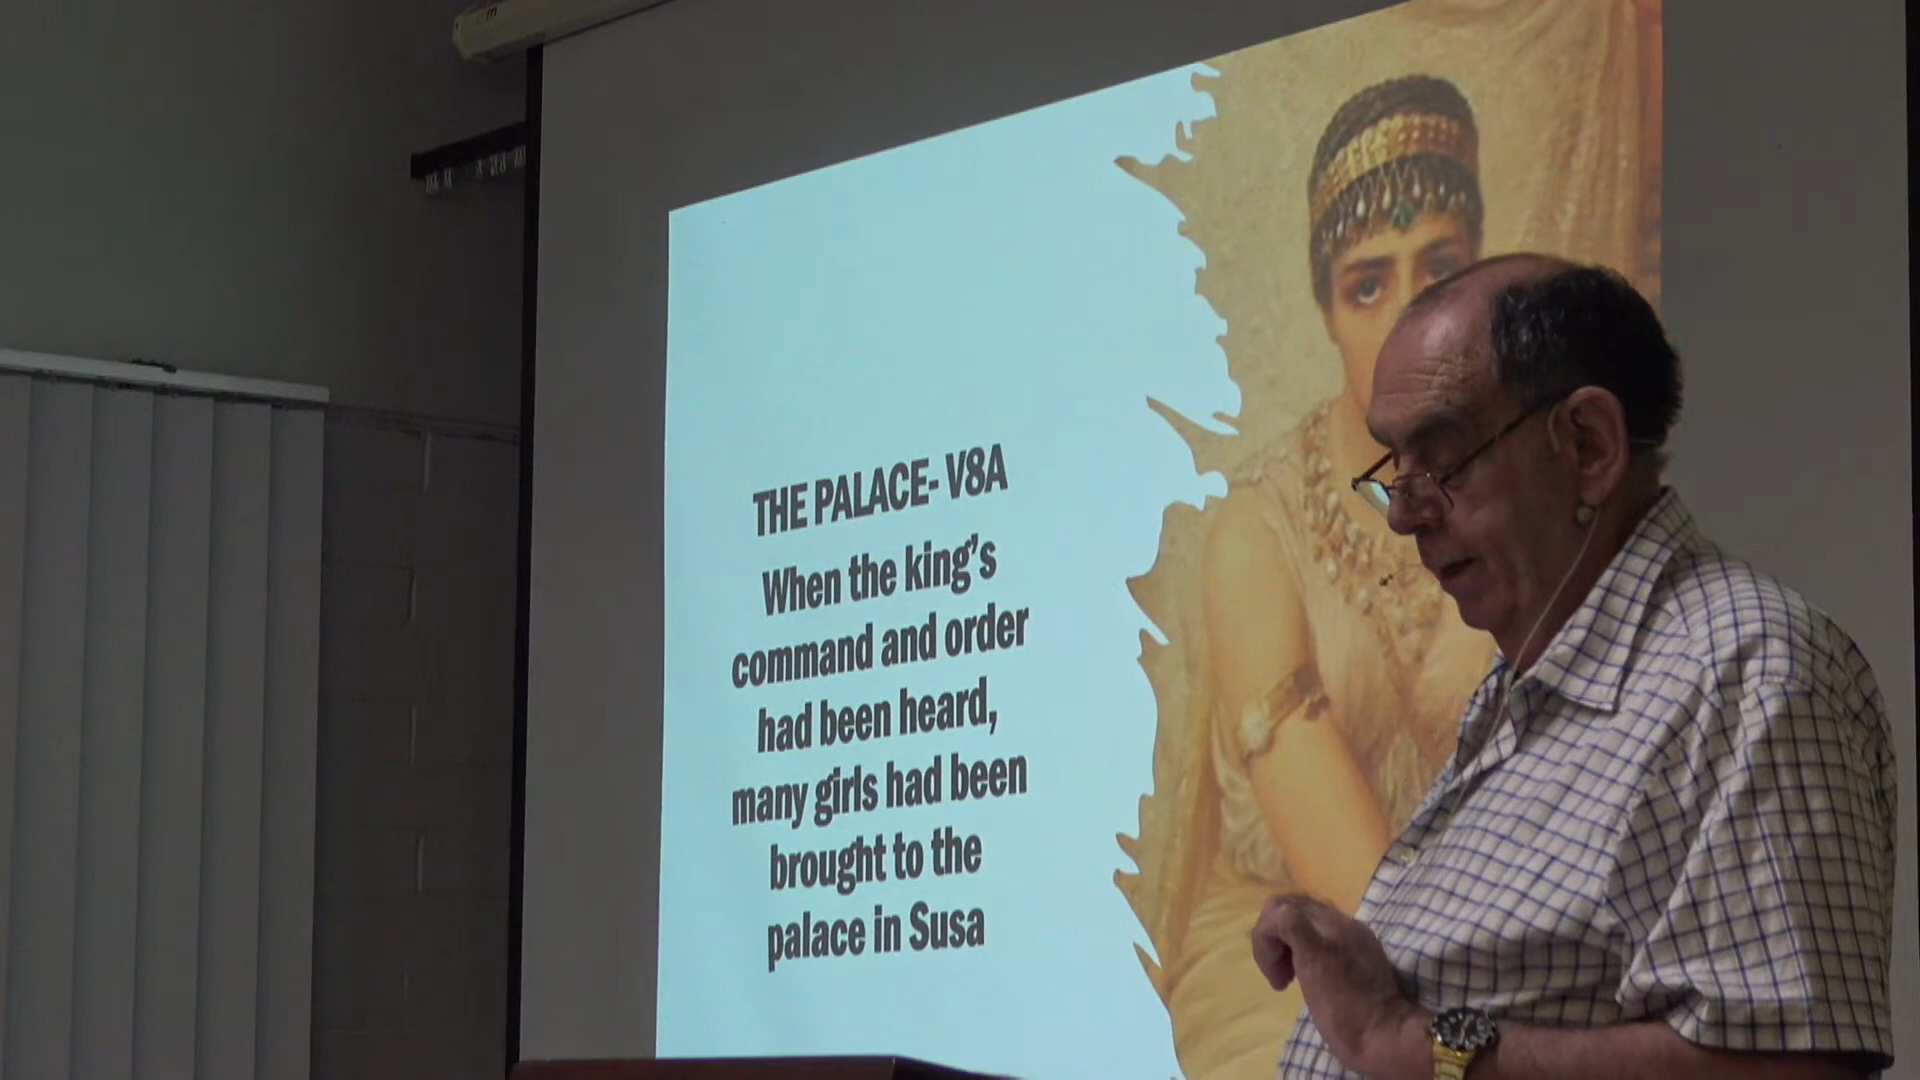 THE PALACE- V8A
When the king's
command and order
had been heard,
many girls had been
brought to the
palace in Susa